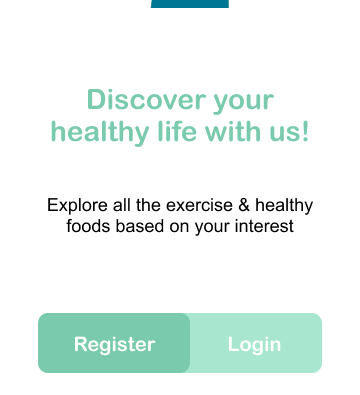 Discover your
healthy life with us!
Explore all the exercise & healthy
foods based on your interest
Register
Login